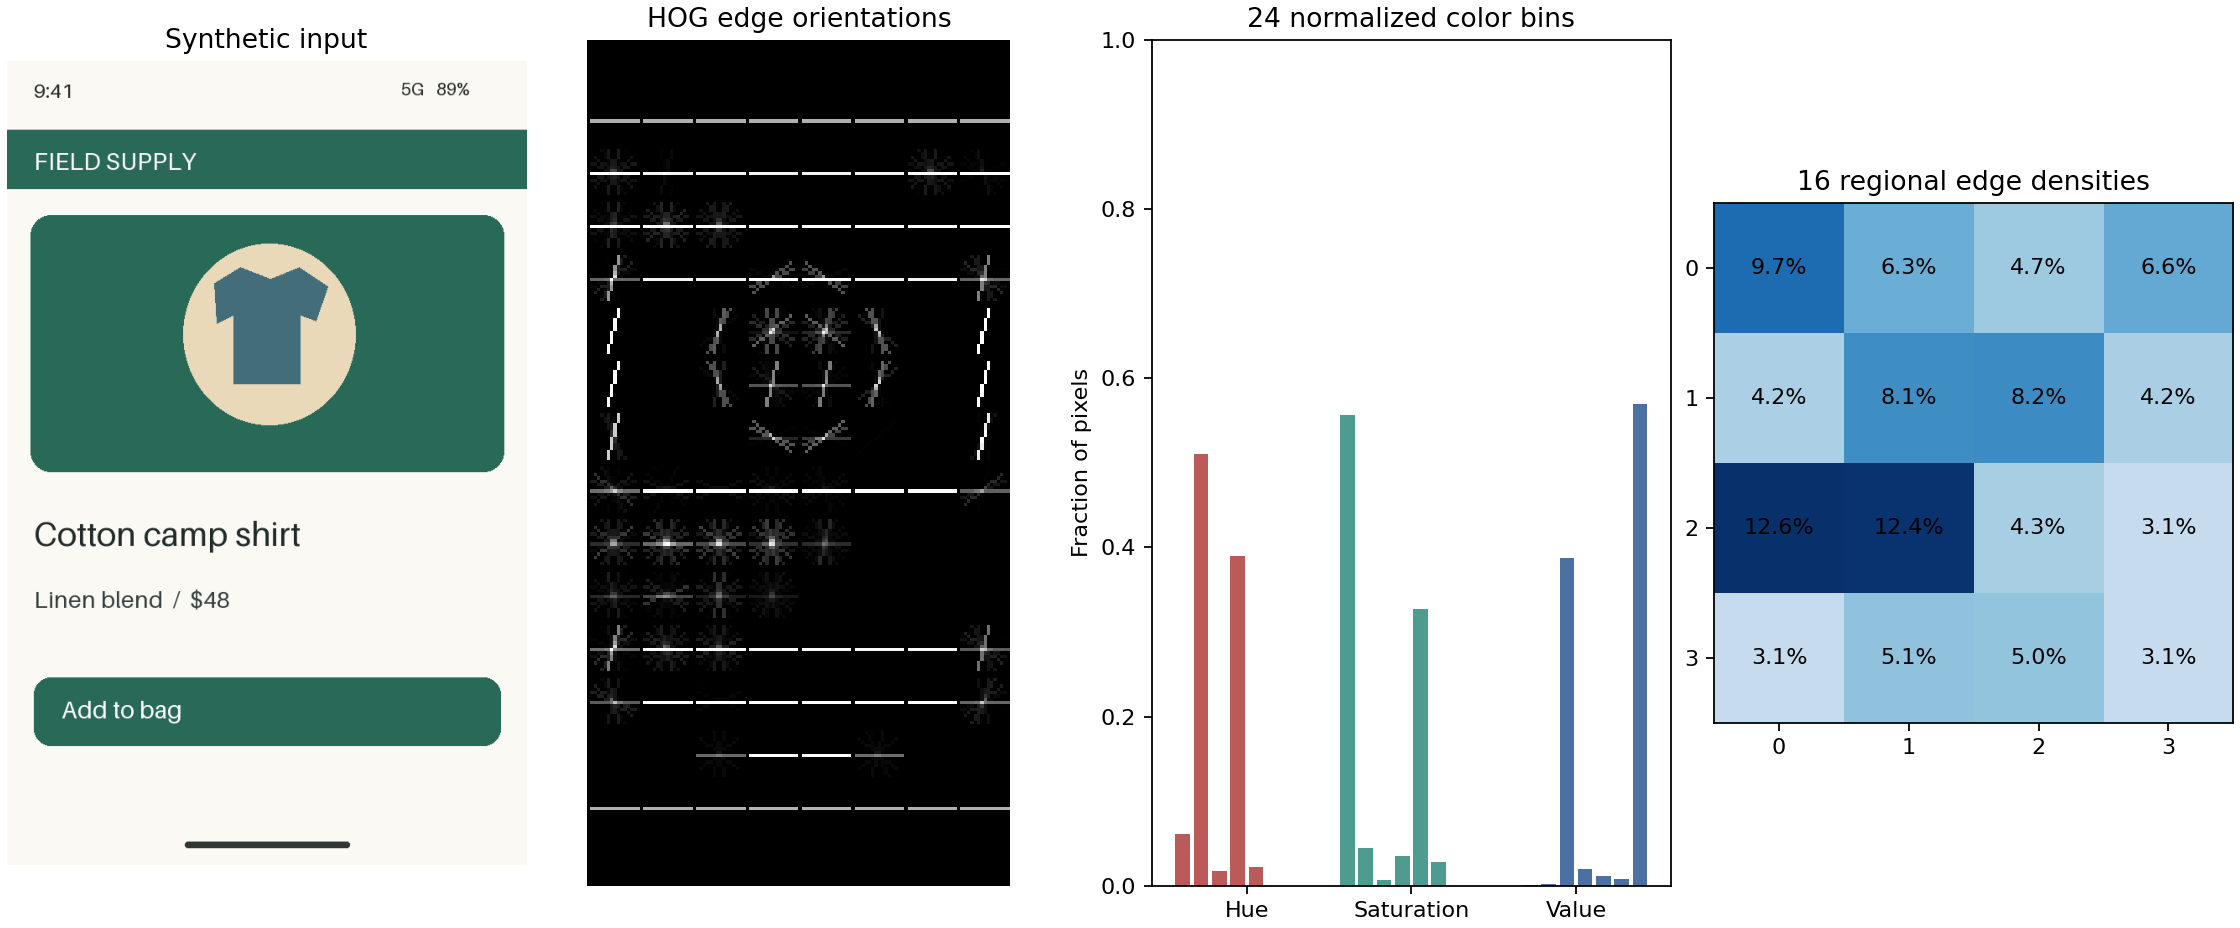 Synthetic input
9:41
5G 89%
FIELD SUPPLY
Cotton camp shirt
Linen blend / $48
Add to bag
HOG edge orientations
24 normalized color bins
Fraction of pixels
1.0
0.8
0.6
0.4
0.2
0.0
Hue Saturation Value
16 regional edge densities
0 9.7% 6.3% 4.7% 6.6%
1 4.2% 8.1% 8.2% 4.2%
2 12.6% 12.4% 4.3% 3.1%
3 3.1% 5.1% 5.0% 3.1%
0 1 2 3